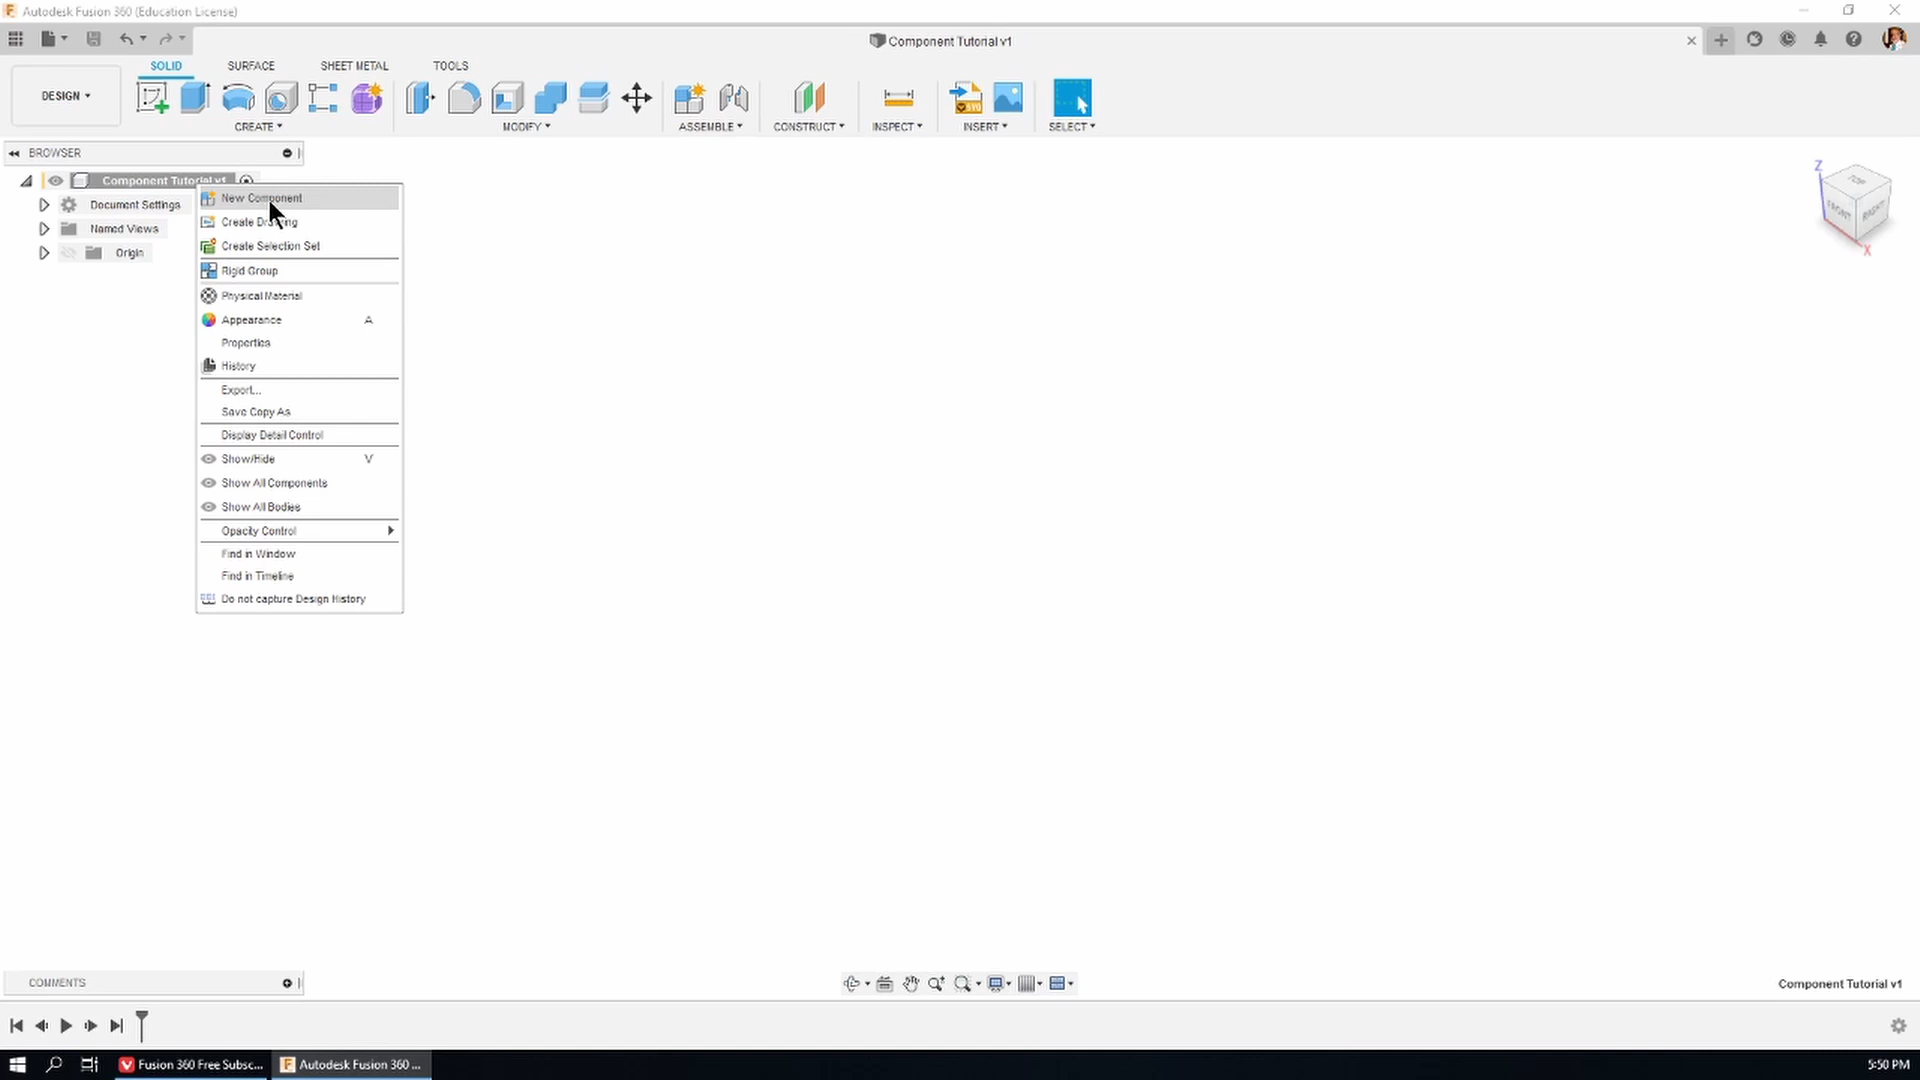 Autodesk Fusion 360 (Education License)
Component Tutorial v1
SOLID SURFACE SHEET METAL TOOLS
DESIGN
CREATE MODIFY ASSEMBLE CONSTRUCT INSPECT INSERT SELECT
SVG
BROWSER
Component Tutorial v1
Document Settings
Named Views
Origin
New Component
Create Drawing
Create Selection Set
Rigid Group
Physical Material
Appearance A
Properties
History
Export...
Save Copy As
Display Detail Control
Show/Hide V
Show All Components
Show All Bodies
Opacity Control
Find in Window
Find in Timeline
Do not capture Design History
Z
TOP
FRONT RIGHT
X
COMMENTS
Component Tutorial v1
Fusion 360 Free Subsc...
Autodesk Fusion 360 ...
5:50 PM